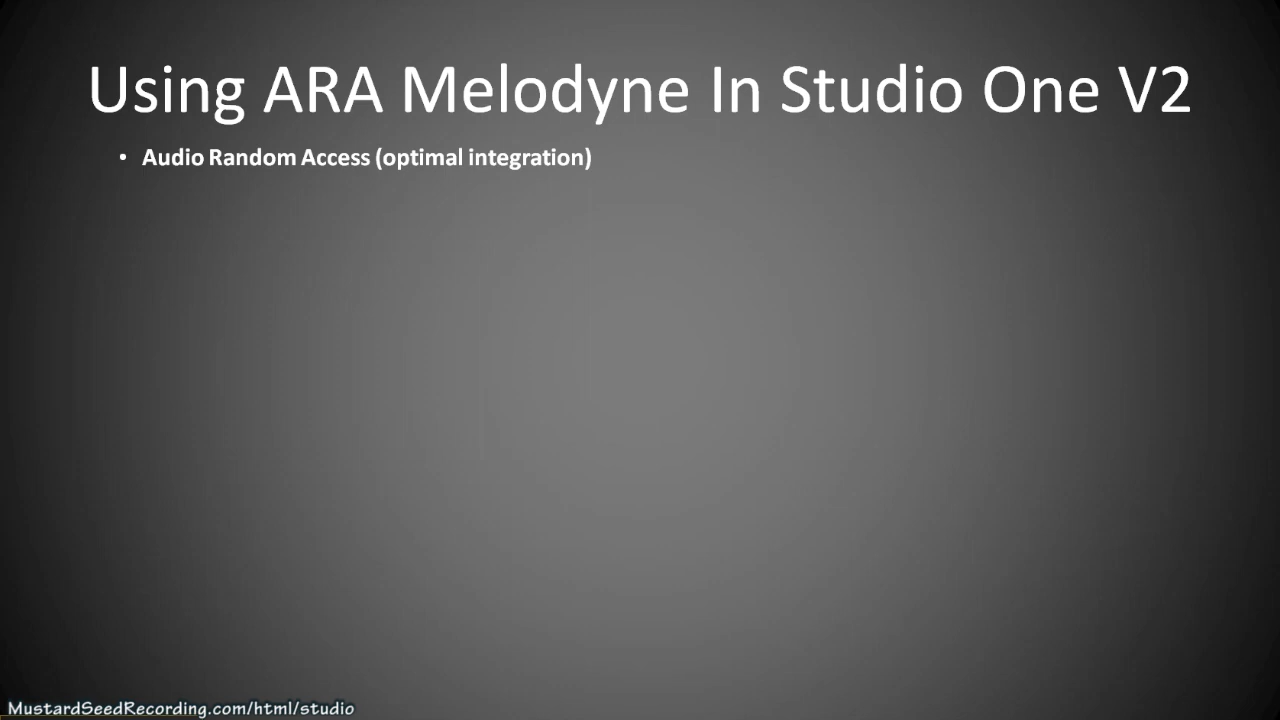 Using ARA Melodyne In Studio One V2
• Audio Random Access (optimal integration)
MustardSeedRecording.com/html/studio